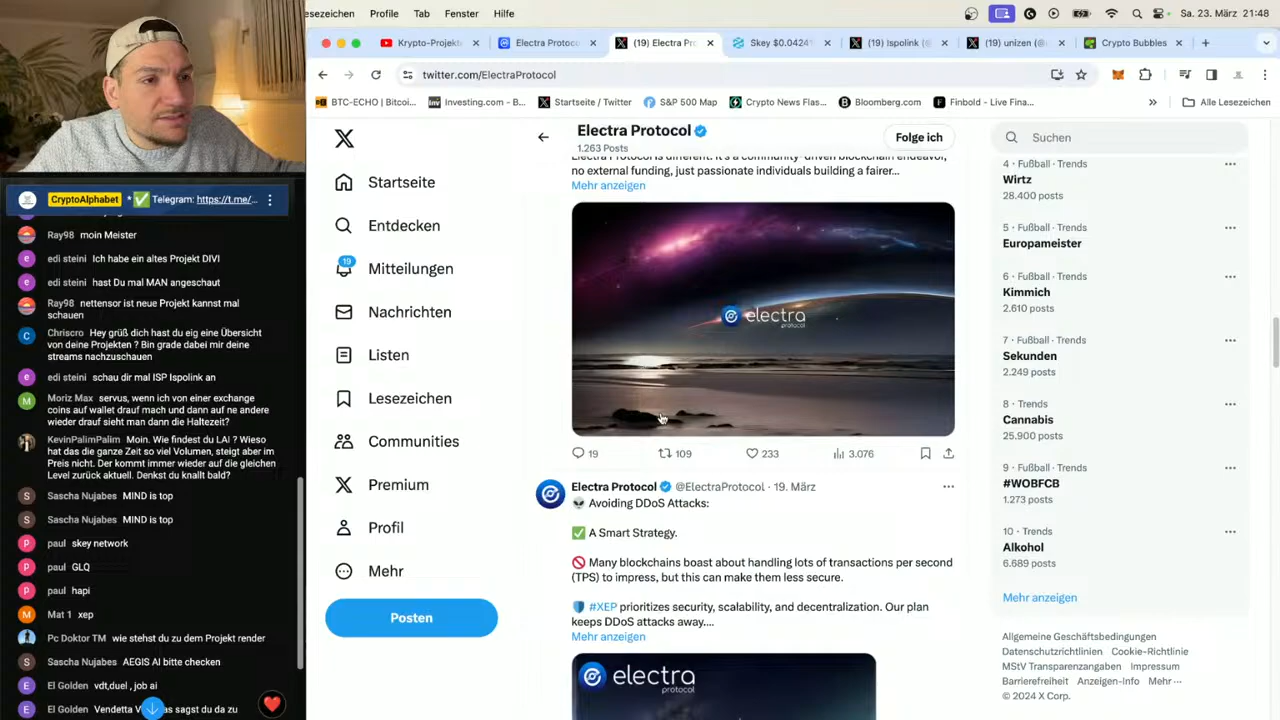 esezeichen Profile Tab Fenster Hilfe
Sa. 23. März 21:48
Krypto-Projekt
Electra Protoco
(19) Electra Pr
Skey $0.0424
(19) Ispolink (
(19) unizen (@
Crypto Bubbles
twitter.com/ElectraProtocol
BTC-ECHO | Bitcoi...
Investing.com - B...
Startseite / Twitter
S&P 500 Map
Crypto News Flas...
Bloomberg.com
Finbold - Live Fina...
Alle Lesezeichen
CryptoAlphabet * ✅ Telegram: https://t.me/...
Ray98 moin Meister
edi steini Ich habe ein altes Projekt DIVI
edi steini hast Du mal MAN angeschaut
Ray98 nettensor ist neue Projekt kannst mal
schauen
Chriscro Hey grüß dich hast du eig eine Übersicht
von deine Projekten ? Bin grade dabei mir deine
streams nachzuschauen
edi steini schau dir mal ISP Ispolink an
Moriz Max servus, wenn ich von einer exchange
coins auf wallet drauf mach und dann auf ne andere
wieder drauf sieht man dann die Haltezeit?
KevinPalimPalim Moin. Wie findest du LAI ? Wieso
hat das die ganze Zeit so viel Volumen, steigt aber im
Preis nicht. Der kommt immer wieder auf die gleichen
Level zurück aktuell. Denkst du knallt bald?
Sascha Nujabes MIND is top
Sascha Nujabes MIND is top
paul skey network
paul GLQ
paul hapi
Mat 1 xep
Pc Doktor TM wie stehst du zu dem Projekt render
Sascha Nujabes AEGIS AI bitte checken
El Golden vdt,duel , job ai
El Golden Vendetta
as sagst du da zu
Startseite
Entdecken
19
Mitteilungen
Nachrichten
Listen
Lesezeichen
Communities
Premium
Profil
Mehr
Posten
Electra Protocol
1.263 Posts
Folge ich
Electra Protocol is different. It's a community-driven blockchain endeavor,
no external funding, just passionate individuals building a fairer...
Mehr anzeigen
electra
protocol
19 109 233 3.076
Electra Protocol @ElectraProtocol · 19. März
👽 Avoiding DDoS Attacks:
✅ A Smart Strategy.
🚫 Many blockchains boast about handling lots of transactions per second
(TPS) to impress, but this can make them less secure.
🛡️ #XEP prioritizes security, scalability, and decentralization. Our plan
keeps DDoS attacks away....
Mehr anzeigen
electra
protocol
Suchen
4 · Fußball · Trends
Wirtz
28.400 posts
5 · Fußball · Trends
Europameister
6 · Fußball · Trends
Kimmich
2.610 posts
7 · Fußball · Trends
Sekunden
2.249 posts
8 · Trends
Cannabis
25.900 posts
9 · Fußball · Trends
#WOBFCB
1.273 posts
10 · Trends
Alkohol
6.689 posts
Mehr anzeigen
Allgemeine Geschäftsbedingungen
Datenschutzrichtlinien Cookie-Richtlinie
MStV Transparenzangaben Impressum
Barrierefreiheit Anzeigen-Info Mehr ···
© 2024 X Corp.